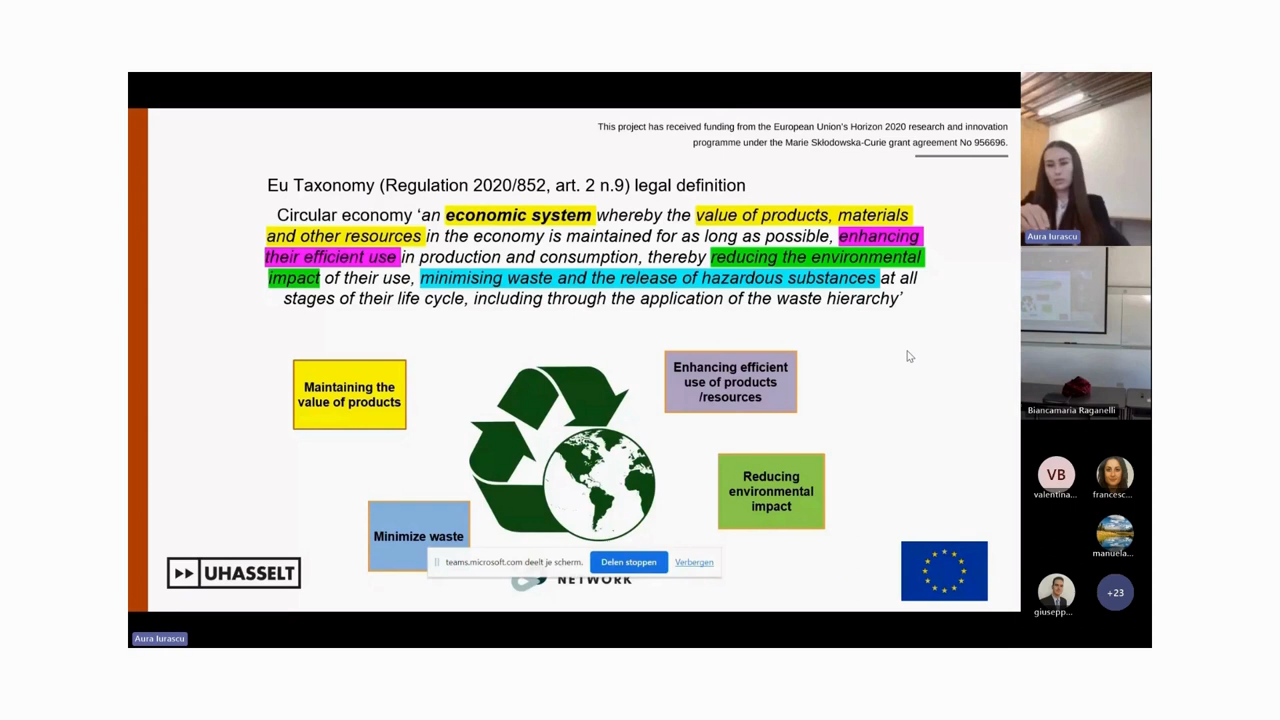 This project has received funding from the European Union's Horizon 2020 research and innovation
programme under the Marie Skłodowska-Curie grant agreement No 956696.
Eu Taxonomy (Regulation 2020/852, art. 2 n.9) legal definition
Circular economy ‘an economic system whereby the value of products, materials
and other resources in the economy is maintained for as long as possible, enhancing
their efficient use in production and consumption, thereby reducing the environmental
impact of their use, minimising waste and the release of hazardous substances at all
stages of their life cycle, including through the application of the waste hierarchy’
Maintaining the
value of products
Enhancing efficient
use of products
/resources
Reducing
environmental
impact
Minimize waste
teams.microsoft.com deelt je scherm.
Delen stoppen
Verbergen
NETWORK
UHASSELT
Aura Iurascu
Aura Iurascu
Biancamaria Raganelli
VB
valentina...
francesc...
manuela...
giusepp...
+23